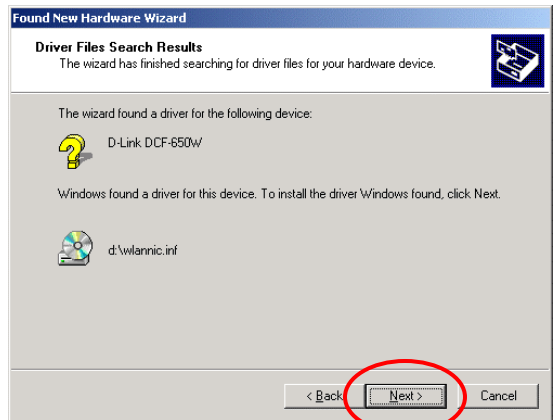 Found New Hardware Wizard
Driver Files Search Results
The wizard has finished searching for driver files for your hardware device.
The wizard found a driver for the following device:
D-Link DCF-650W
Windows found a driver for this device. To install the driver Windows found, click Next.
d:\wlannic.inf
< Back
Next >
Cancel